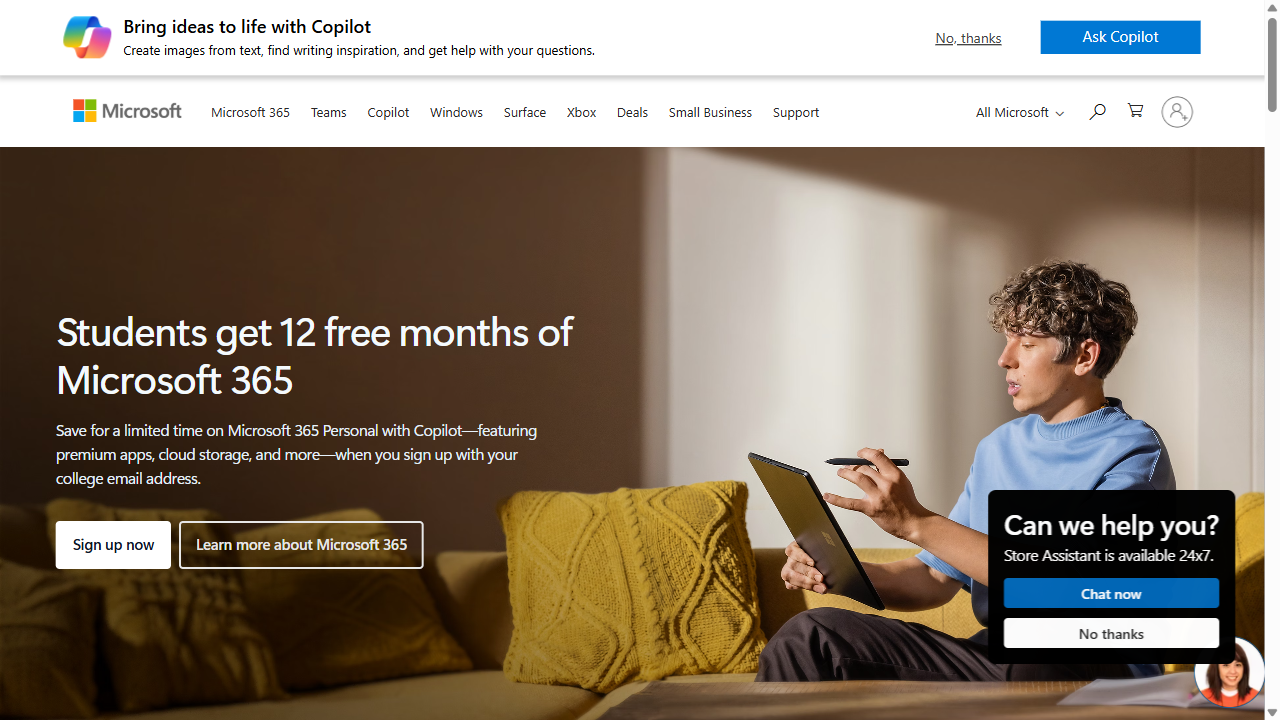 Bring ideas to life with Copilot
Create images from text, find writing inspiration, and get help with your questions.
No, thanks
Ask Copilot
Microsoft
Microsoft 365
Teams
Copilot
Windows
Surface
Xbox
Deals
Small Business
Support
All Microsoft
Students get 12 free months of
Microsoft 365
Save for a limited time on Microsoft 365 Personal with Copilot—featuring
premium apps, cloud storage, and more—when you sign up with your
college email address.
Sign up now
Learn more about Microsoft 365
Can we help you?
Store Assistant is available 24x7.
Chat now
No thanks